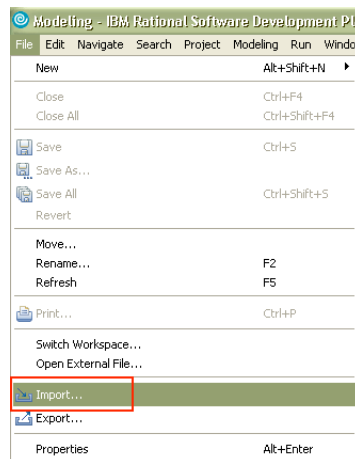 Modeling - IBM Rational Software Development Pl
File Edit Navigate Search Project Modeling Run Windo
New Alt+Shift+N
Close Ctrl+F4
Close All Ctrl+Shift+F4
Save Ctrl+S
Save As...
Save All Ctrl+Shift+S
Revert
Move...
Rename... F2
Refresh F5
Print... Ctrl+P
Switch Workspace...
Open External File...
Import...
Export...
Properties Alt+Enter